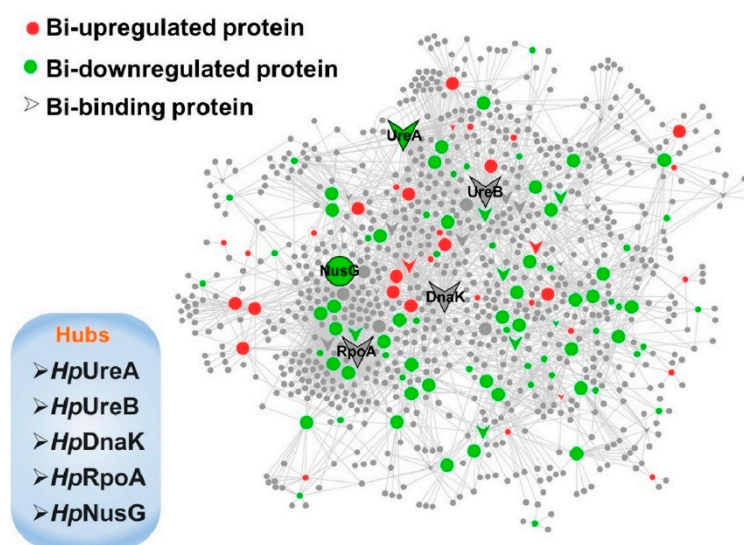 Bi-upregulated protein
Bi-downregulated protein
Bi-binding protein
UreA
UreB
NusG
DnaK
RpoA
Hubs
HpUreA
HpUreB
HpDnaK
HpRpoA
HpNusG